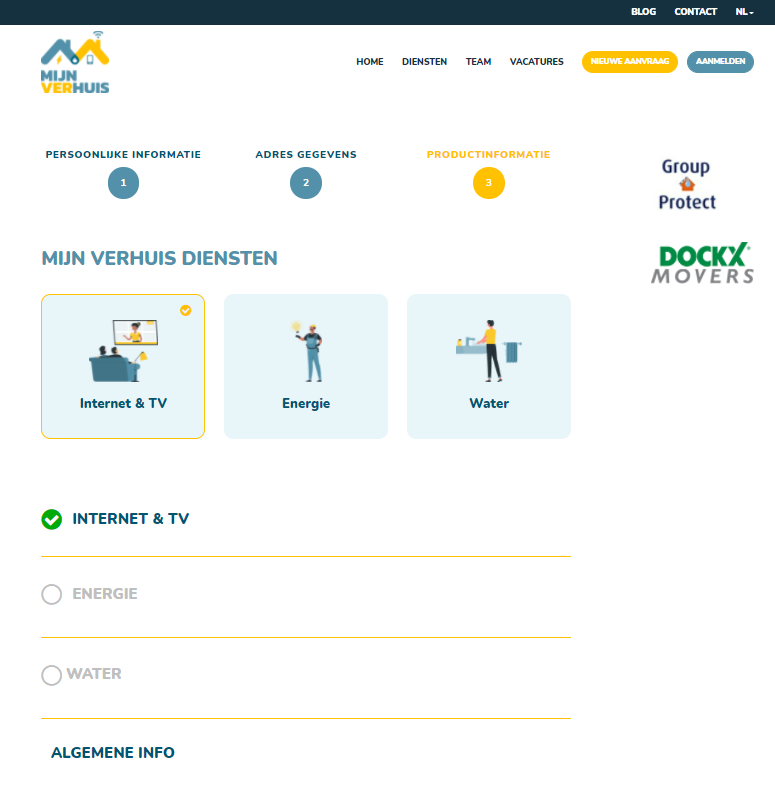 BLOG CONTACT NL
MIJN
VERHUIS
HOME DIENSTEN TEAM VACATURES NIEUWE AANVRAAG AANMELDEN
PERSOONLIJKE INFORMATIE ADRES GEGEVENS PRODUCTINFORMATIE
1 2 3
Group
Protect
DOCKX
MOVERS
MIJN VERHUIS DIENSTEN
Internet & TV Energie Water
INTERNET & TV
ENERGIE
WATER
ALGEMENE INFO